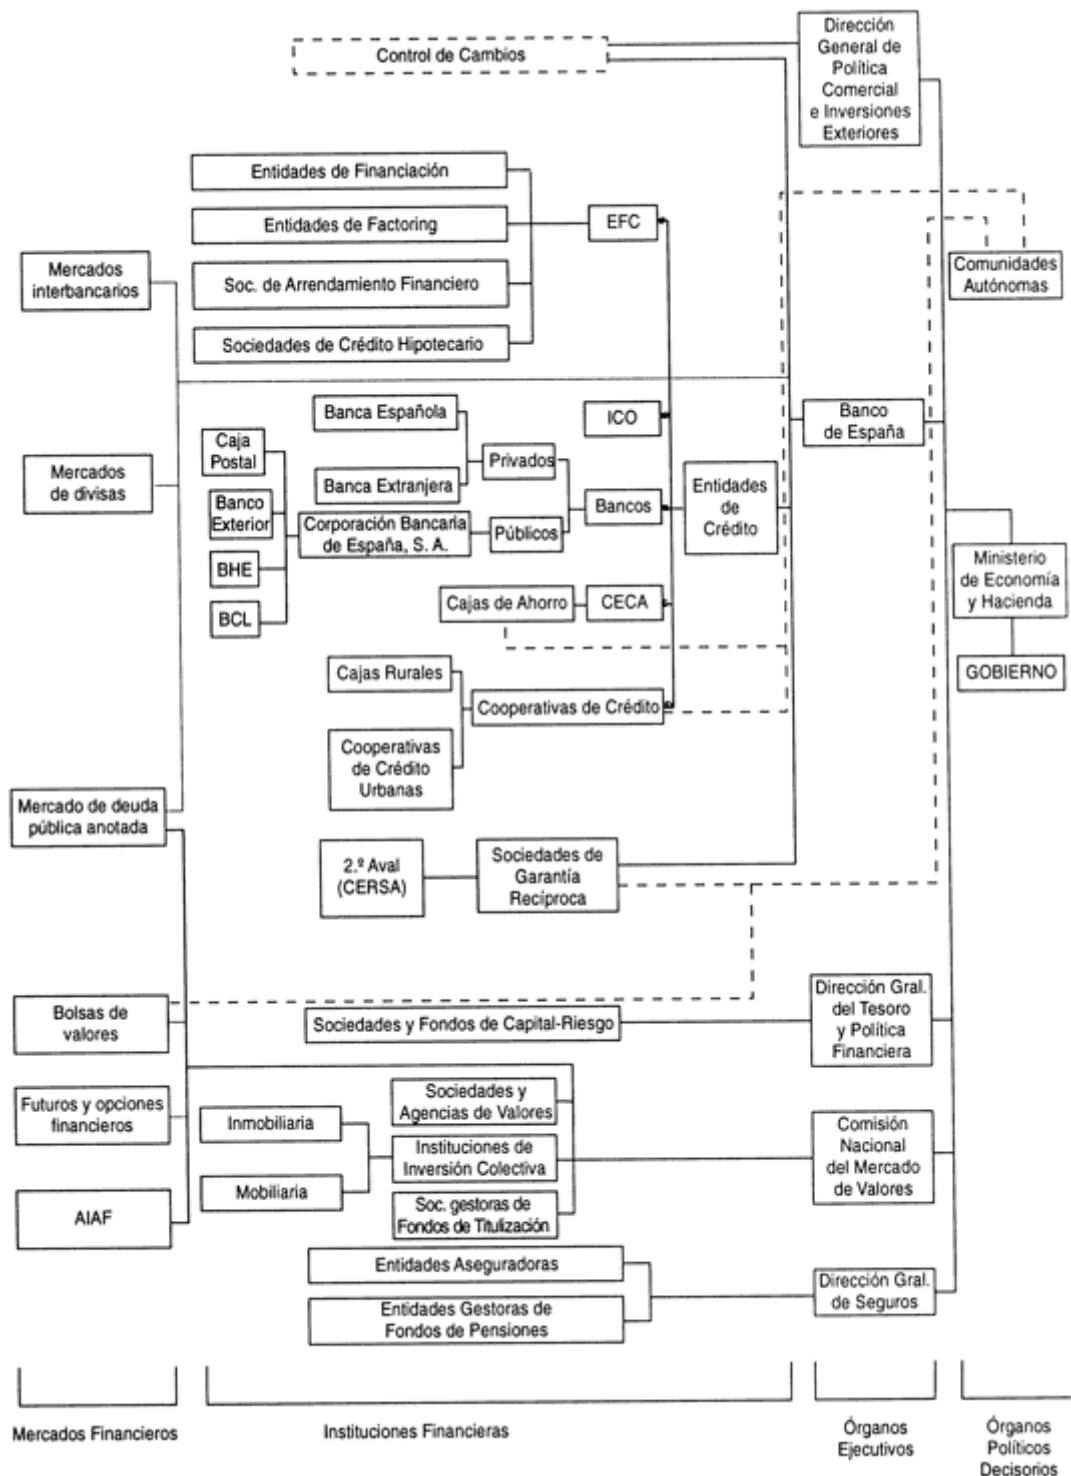 Dirección
General de
Política
Comercial
e Inversiones
Exteriores
Control de Cambios
Entidades de Financiación
Entidades de Factoring
EFC
Soc. de Arrendamiento Financiero
Sociedades de Crédito Hipotecario
Mercados
interbancarios
Comunidades
Autónomas
Banca Española
ICO
Banco
de España
Caja
Postal
Privados
Mercados
de divisas
Banca Extranjera
Entidades
de
Crédito
Banco
Exterior
Bancos
Corporación Bancaria
de España, S. A.
Públicos
BHE
Ministerio
de Economía
y Hacienda
BCL
Cajas de Ahorro
CECA
GOBIERNO
Cajas Rurales
Cooperativas de Crédito
Cooperativas
de Crédito
Urbanas
Mercado de deuda
pública anotada
2.º Aval
(CERSA)
Sociedades de
Garantía
Recíproca
Bolsas de
valores
Sociedades y Fondos de Capital-Riesgo
Dirección Gral.
del Tesoro
y Política
Financiera
Futuros y opciones
financieros
Inmobiliaria
Sociedades y
Agencias de Valores
Instituciones de
Inversión Colectiva
Comisión
Nacional
del Mercado
de Valores
Mobiliaria
AIAF
Soc. gestoras de
Fondos de Titulización
Entidades Aseguradoras
Entidades Gestoras de
Fondos de Pensiones
Dirección Gral.
de Seguros
Mercados Financieros
Instituciones Financieras
Órganos
Ejecutivos
Órganos
Políticos
Decisorios